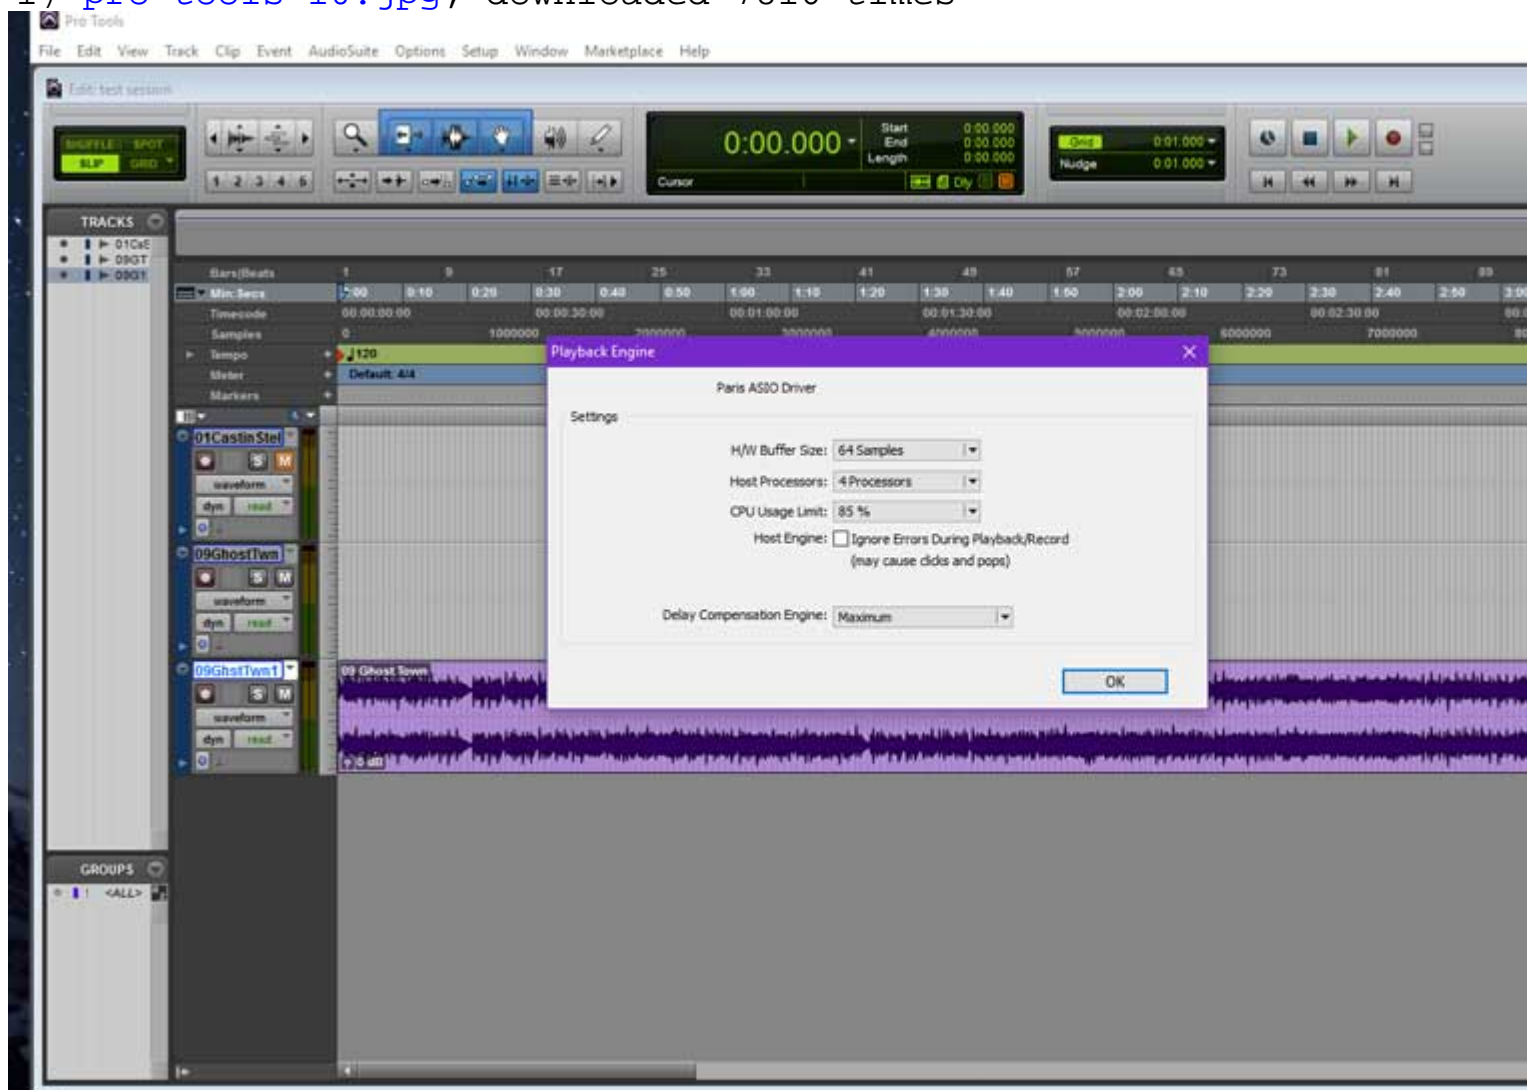 1) pro tools 10.jpg, downloaded 7810 times
Pro Tools
File Edit View Track Clip Event AudioSuite Options Setup Window Marketplace Help
Edit: test session
SHUFFLE SPOT
SLIP GRID
1 2 3 4 5
0:00.000
Start 0:00.000
End 0:00.000
Length 0:00.000
Cursor
Dly
Grid 0:01.000
Nudge 0:01.000
TRACKS
01CsS
09GT
09G1
Bars|Beats 1 9 17 25 33 41 49 57 65 73 81 89
Min:Secs 0:00 0:10 0:20 0:30 0:40 0:50 1:00 1:10 1:20 1:30 1:40 1:50 2:00 2:10 2:20 2:30 2:40 2:50 3:00
Timecode 00:00:00:00 00:00:30:00 00:01:00:00 00:01:30:00 00:02:00:00 00:02:30:00
Samples 0 1000000 2000000 3000000 4000000 5000000 6000000 7000000
Tempo 120
Meter Default: 4/4
Markers
Playback Engine
Paris ASIO Driver
Settings
H/W Buffer Size: 64 Samples
Host Processors: 4 Processors
CPU Usage Limit: 85 %
Host Engine: Ignore Errors During Playback/Record
(may cause clicks and pops)
Delay Compensation Engine: Maximum
OK
01CastinStel
S M
waveform
dyn read
09GhostTwn
S M
waveform
dyn read
09GhstTwn1
S M
waveform
dyn read
09 Ghost Town
0 dB
GROUPS
! <ALL>